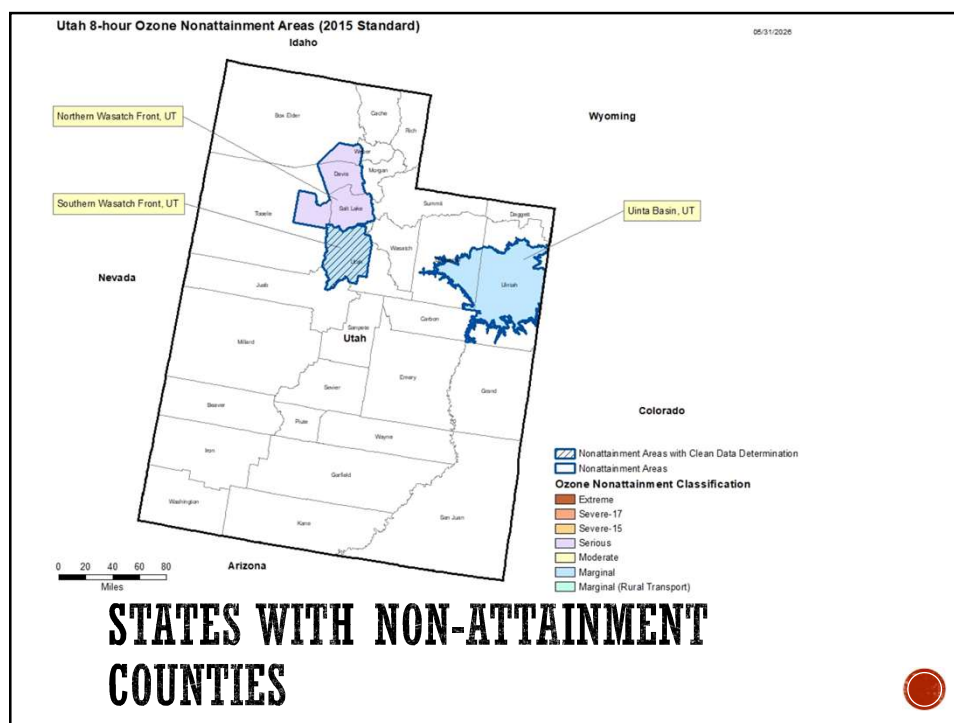 Utah 8-hour Ozone Nonattainment Areas (2015 Standard)
05/31/2026
Idaho
Wyoming
Northern Wasatch Front, UT
Southern Wasatch Front, UT
Uinta Basin, UT
Box Elder
Cache
Rich
Weber
Davis
Morgan
Salt Lake
Summit
Daggett
Tooele
Wasatch
Utah
Uintah
Nevada
Juab
Carbon
Sanpete
Utah
Millard
Emery
Grand
Sevier
Colorado
Beaver
Piute
Wayne
Iron
Garfield
San Juan
Washington
Kane
Arizona
Nonattainment Areas with Clean Data Determination
Nonattainment Areas
Ozone Nonattainment Classification
Extreme
Severe-17
Severe-15
Serious
Moderate
Marginal
Marginal (Rural Transport)
0 20 40 60 80
Miles
STATES WITH NON-ATTAINMENT
COUNTIES